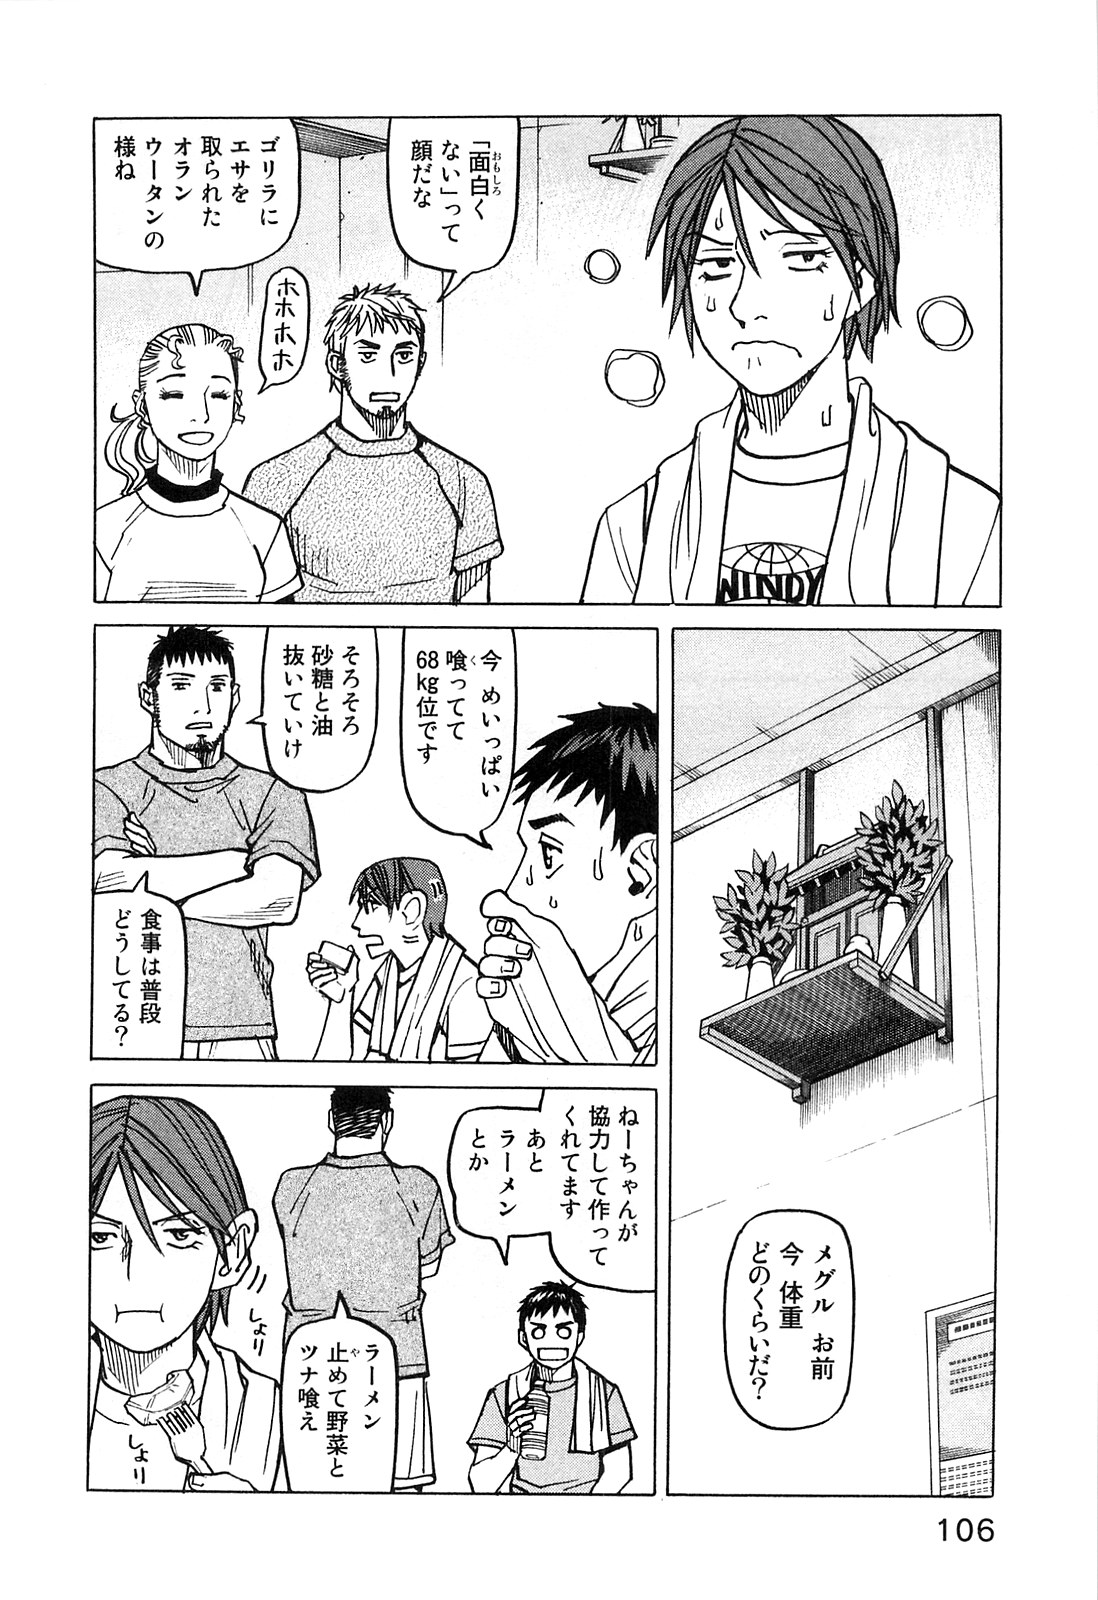 「面白く
ない」って
顔だな
おもしろ
ゴリラに
エサを
取られた
オラン
ウータンの
様ね
ホホホホ
WINDY
メグル お前
今 体重
どのくらいだ?
今 めいっぱい
喰ってて
く
68kg位です
そろそろ
砂糖と油
抜いていけ
食事は普段
どうしてる?
ねーちゃんが
協力して作って
くれてます
あと
ラーメン
とか
ラーメン
止めて野菜と
や
ツナ喰え
しょり
しょり
106